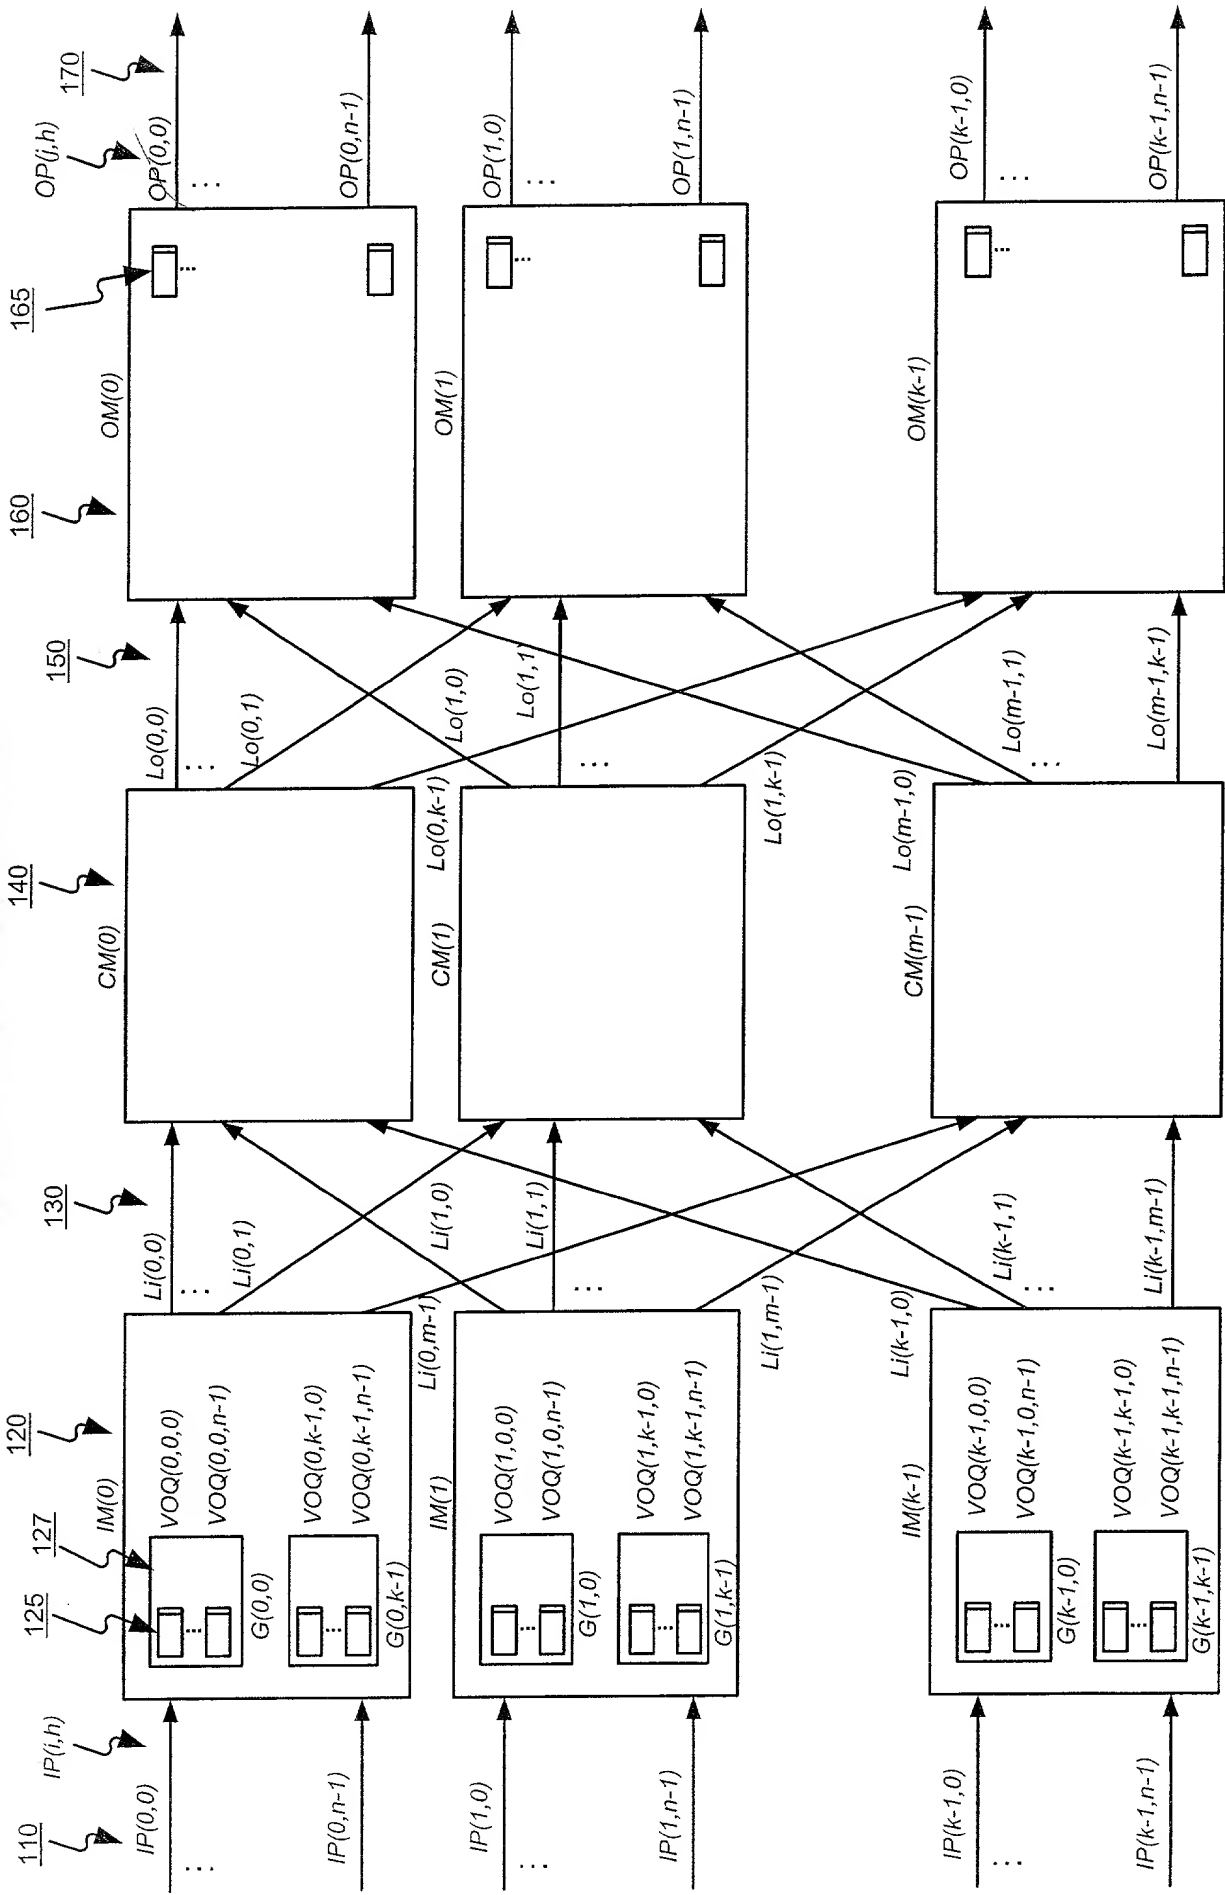 110
IP(i,h)
125
127
120
130
140
150
160
165
OP(j,h)
170
IP(0,0)
...
IP(0,n-1)
IM(0)
VOQ(0,0,0)
...
VOQ(0,0,n-1)
G(0,0)
VOQ(0,k-1,0)
...
VOQ(0,k-1,n-1)
G(0,k-1)
Li(0,0)
...
Li(0,1)
Li(0,m-1)
CM(0)
Lo(0,0)
...
Lo(0,1)
Lo(0,k-1)
OM(0)
...
OP(0,0)
...
OP(0,n-1)
IP(1,0)
...
IP(1,n-1)
IM(1)
VOQ(1,0,0)
...
VOQ(1,0,n-1)
G(1,0)
VOQ(1,k-1,0)
...
VOQ(1,k-1,n-1)
G(1,k-1)
Li(1,0)
Li(1,1)
...
Li(1,m-1)
CM(1)
Lo(1,0)
Lo(1,1)
...
Lo(1,k-1)
OM(1)
...
OP(1,0)
...
OP(1,n-1)
IP(k-1,0)
...
IP(k-1,n-1)
IM(k-1)
VOQ(k-1,0,0)
...
VOQ(k-1,0,n-1)
G(k-1,0)
VOQ(k-1,k-1,0)
...
VOQ(k-1,k-1,n-1)
G(k-1,k-1)
Li(k-1,0)
Li(k-1,1)
...
Li(k-1,m-1)
CM(m-1)
Lo(m-1,0)
Lo(m-1,1)
...
Lo(m-1,k-1)
OM(k-1)
...
OP(k-1,0)
...
OP(k-1,n-1)